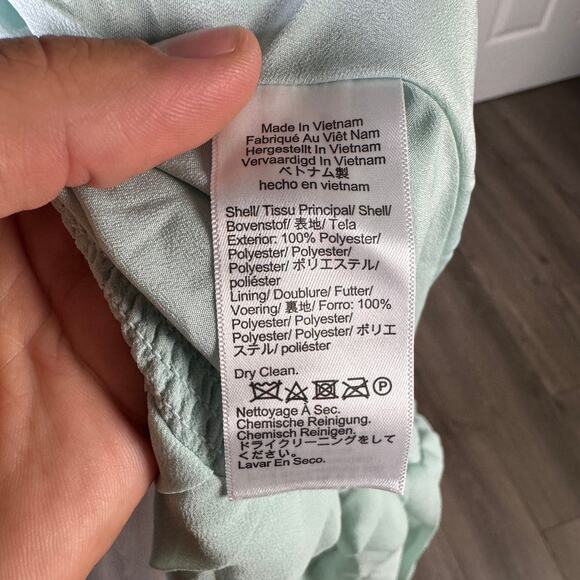 Made In Vietnam
Fabriqué Au Viêt Nam
Hergestellt In Vietnam
Vervaardigd In Vietnam
ベトナム製
hecho en vietnam
Shell/ Tissu Principal/ Shell/
Bovenstof/ 表地/ Tela
Exterior: 100% Polyester/
Polyester/ Polyester/
Polyester/ ポリエステル/
poliéster
Lining/ Doublure/ Futter/
Voering/ 裏地/ Forro: 100%
Polyester/ Polyester/
Polyester/ Polyester/ ポリエ
ステル/ poliéster
Dry Clean.
P
Nettoyage À Sec.
Chemische Reinigung.
Chemisch Reinigen.
ドライクリーニングをして
ください。
Lavar En Seco.